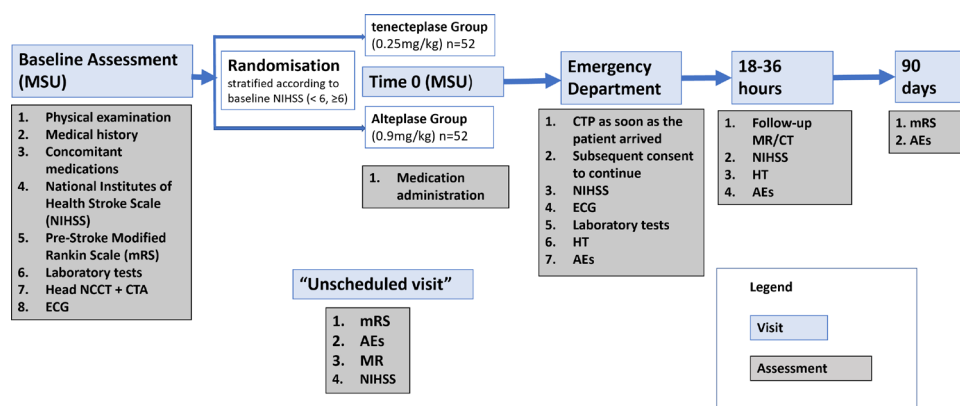 Baseline Assessment
(MSU)
1. Physical examination
2. Medical history
3. Concomitant
medications
4. National Institutes of
Health Stroke Scale
(NIHSS)
5. Pre-Stroke Modified
Rankin Scale (mRS)
6. Laboratory tests
7. Head NCCT + CTA
8. ECG
Randomisation
stratified according to
baseline NIHSS (< 6, ≥6)
tenecteplase Group
(0.25mg/kg) n=52
Time 0 (MSU)
Alteplase Group
(0.9mg/kg) n=52
1. Medication
administration
Emergency
Department
1. CTP as soon as the
patient arrived
2. Subsequent consent
to continue
3. NIHSS
4. ECG
5. Laboratory tests
6. HT
7. AEs
18-36
hours
1. Follow-up
MR/CT
2. NIHSS
3. HT
4. AEs
90
days
1. mRS
2. AEs
“Unscheduled visit”
1. mRS
2. AEs
3. MR
4. NIHSS
Legend
Visit
Assessment